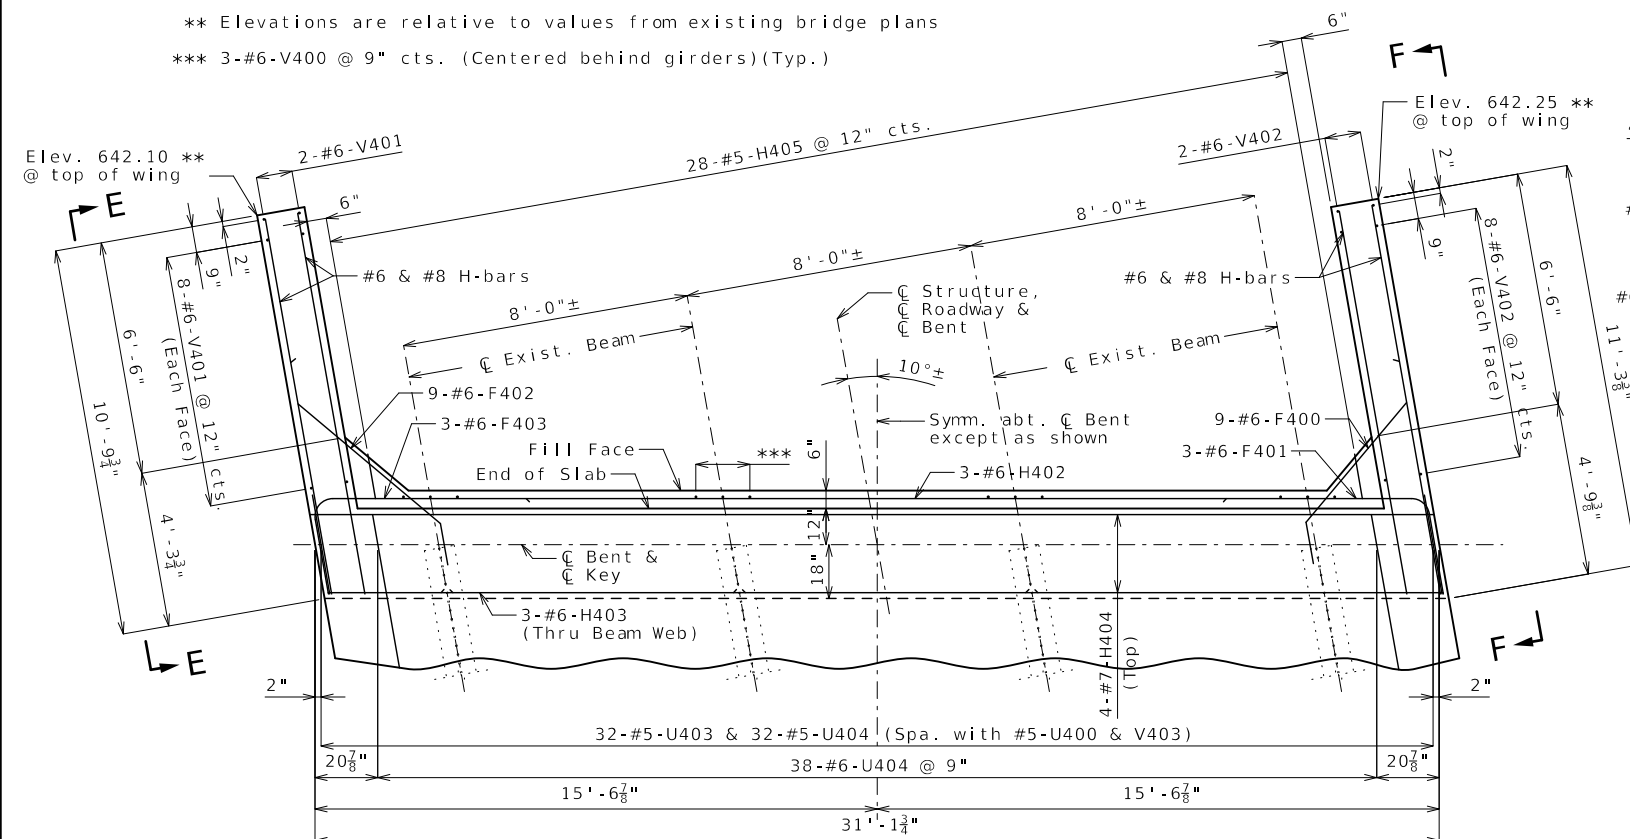 ** Elevations are relative to values from existing bridge plans
*** 3-#6-V400 @ 9" cts. (Centered behind girders)(Typ.)
6"
F
Elev. 642.25 **
@ top of wing
2-#6-V401
Elev. 642.10 **
@ top of wing
28-#5-H405 @ 12" cts.
2-#6-V402
2"
E
6"
8'-0"±
8'-0"±
8'-0"±
9"
2"
9"
#6 & #8 H-bars
#6 & #8 H-bars
℄ Structure,
℄ Roadway &
℄ Bent
8-#6-V401 @ 12" cts.
(Each Face)
8-#6-V402 @ 12" cts.
(Each Face)
6'-6"
6'-6"
10'-9¾"
11'-3⅜"
℄ Exist. Beam
℄ Exist. Beam
10°±
9-#6-F402
3-#6-F403
Symm. abt. ℄ Bent
except as shown
9-#6-F400
3-#6-F401
Fill Face
End of Slab
***
6"
3-#6-H402
4'-3¾"
4'-9⅜"
12"
18"
℄ Bent &
℄ Key
3-#6-H403
(Thru Beam Web)
4-#7-H404
(Top)
E
F
2"
2"
32-#5-U403 & 32-#5-U404 (Spa. with #5-U400 & V403)
20⅞"
38-#6-U404 @ 9"
20⅞"
15'-6⅞"
15'-6⅞"
31'-1¾"